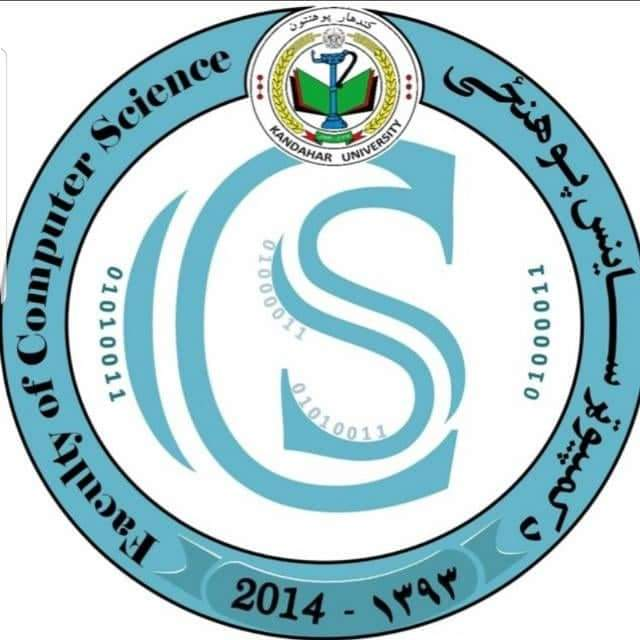 کندهار پوهنتون
KANDAHAR UNIVERSITY
Faculty of Computer Science
د کمپیوټر ساینس پوهنځی
01010011
01000011
01010011
01000011
2014 - ۱۳۹۳